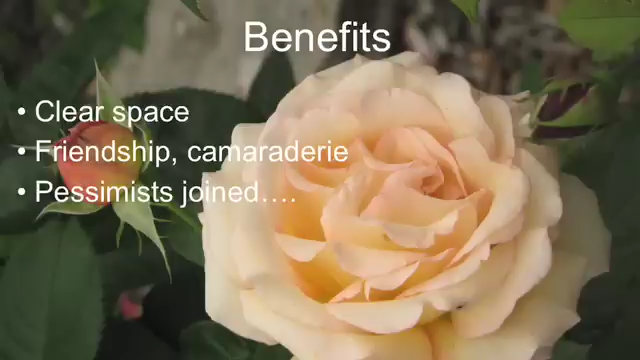 Benefits
• Clear space
• Friendship, camaraderie
• Pessimists joined….